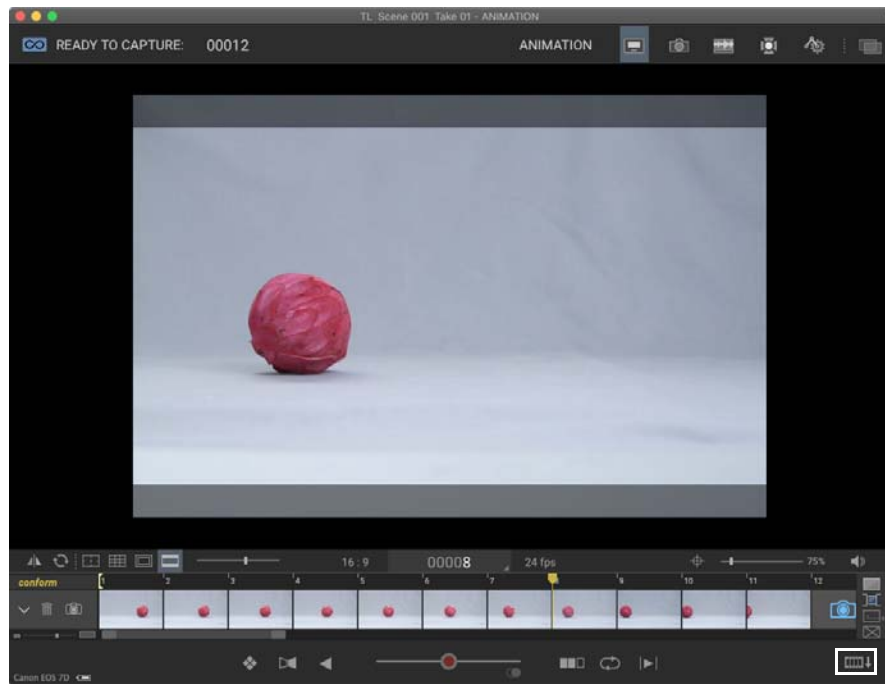 TL Scene 001 Take 01 - ANIMATION
READY TO CAPTURE: 00012 ANIMATION
16 : 9 00008 24 fps 75%
conform 1 2 3 4 5 6 7 8 9 10 11 12
Canon EOS 7D